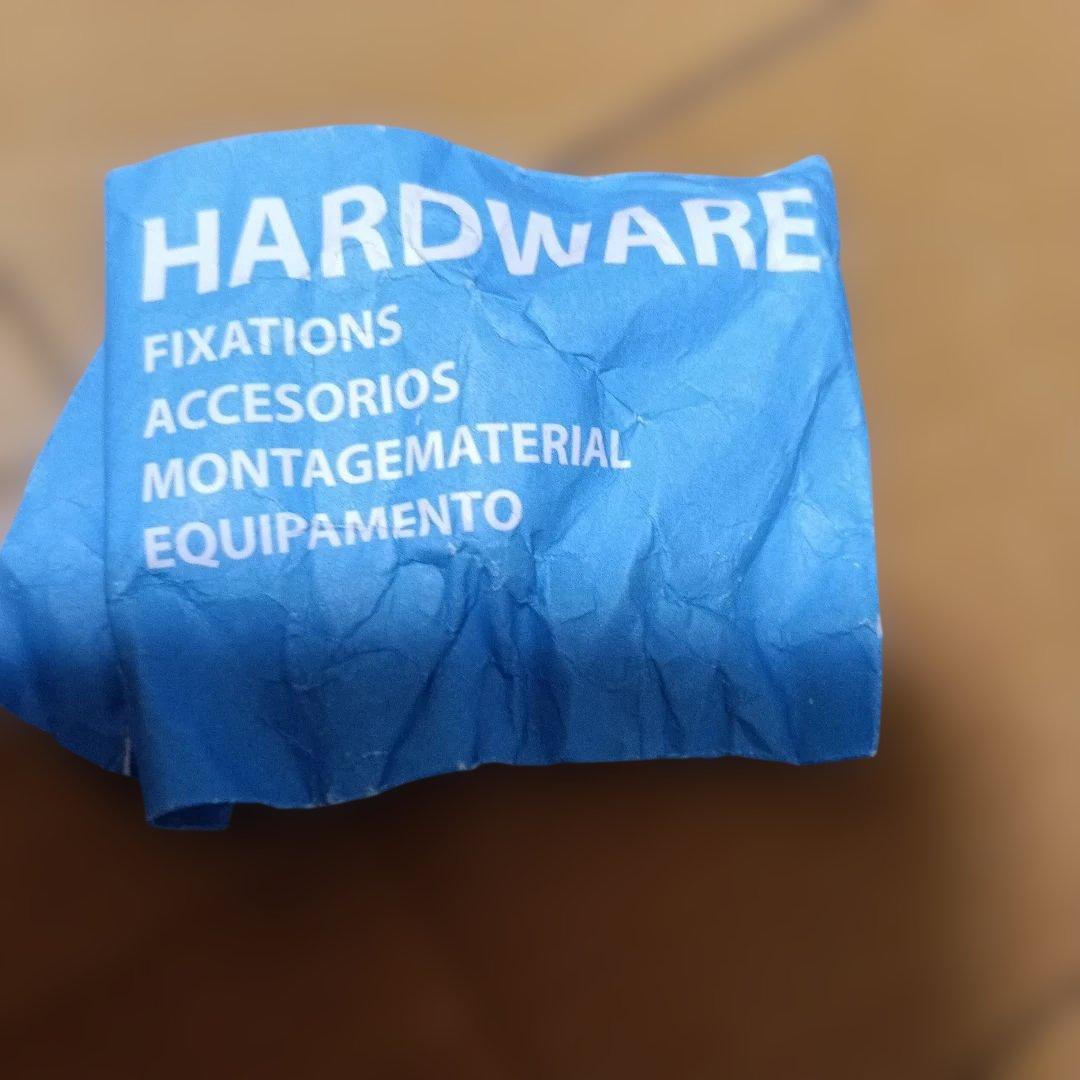 HARDWARE
FIXATIONS
ACCESORIOS
MONTAGEMATERIAL
EQUIPAMENTO